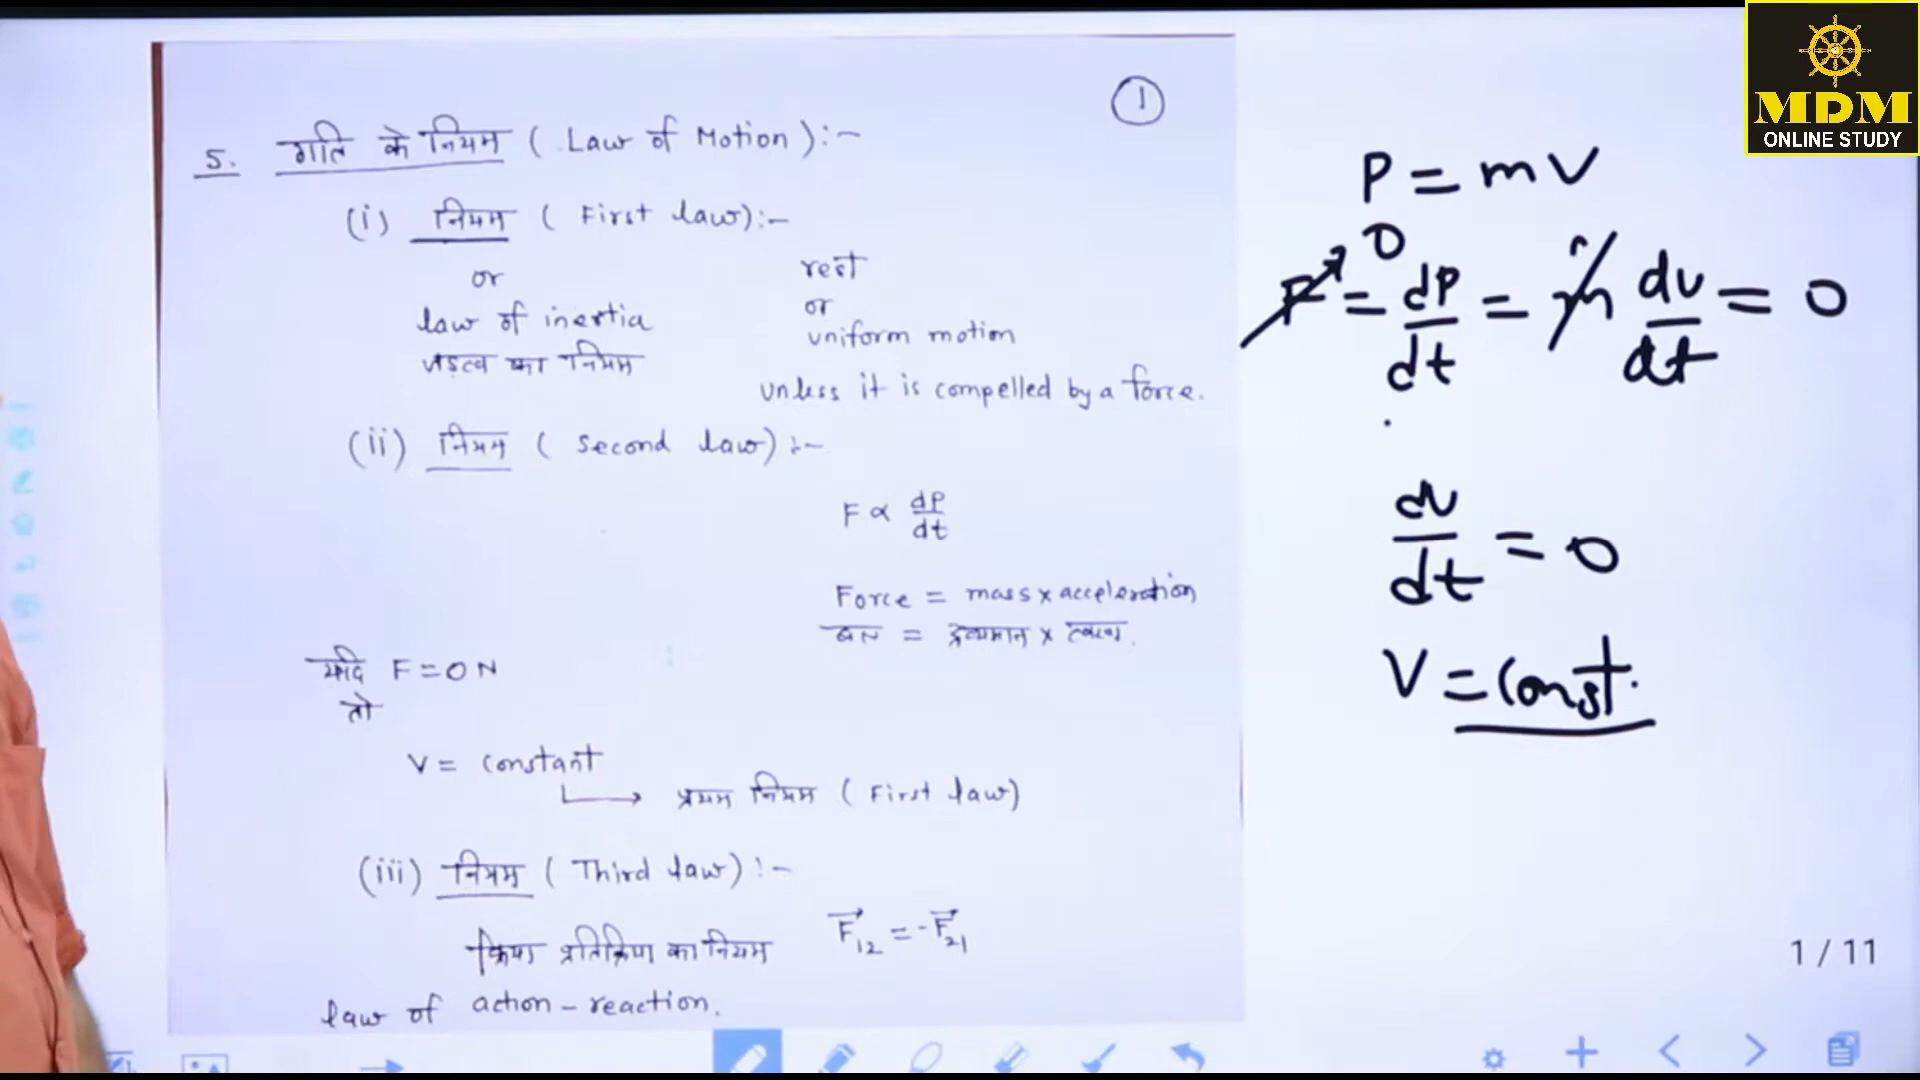 MDM
ONLINE STUDY
1
5. गति के नियम ( Law of Motion ) :-
(i) नियम ( First law):-
or
law of inertia
जड़त्व का नियम
rest
or
uniform motion
unless it is compelled by a force.
(ii) नियम ( Second law) :-
F ∝ dp/dt
Force = mass x acceleration
बल = द्रव्यमान x त्वरण.
यदि F = 0 N
तो
V = constant
प्रथम नियम ( First law)
(iii) नियम ( Third law) :-
क्रिया प्रतिक्रिया का नियम F⃗12 = -F⃗21
law of action - reaction.
P = mv
F = dp/dt = m dv/dt = 0
0
dv/dt = 0
V = const.
1 / 11